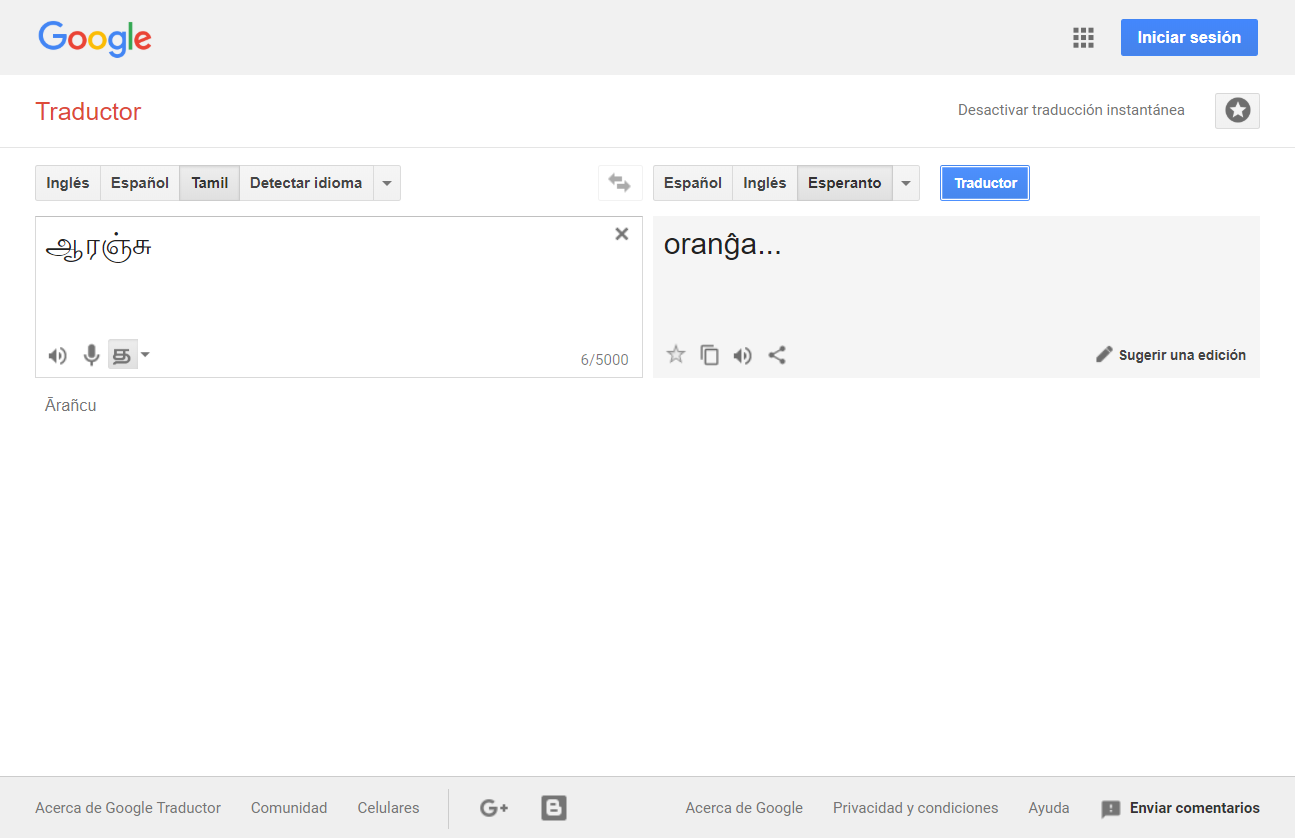 Google
Iniciar sesión
Traductor
Desactivar traducción instantánea
Inglés Español Tamil Detectar idioma
Español Inglés Esperanto
Traductor
ஆரஞ்சு
oranĝa...
த
6/5000
Sugerir una edición
Ārañcu
Acerca de Google Traductor Comunidad Celulares G+ B Acerca de Google Privacidad y condiciones Ayuda Enviar comentarios